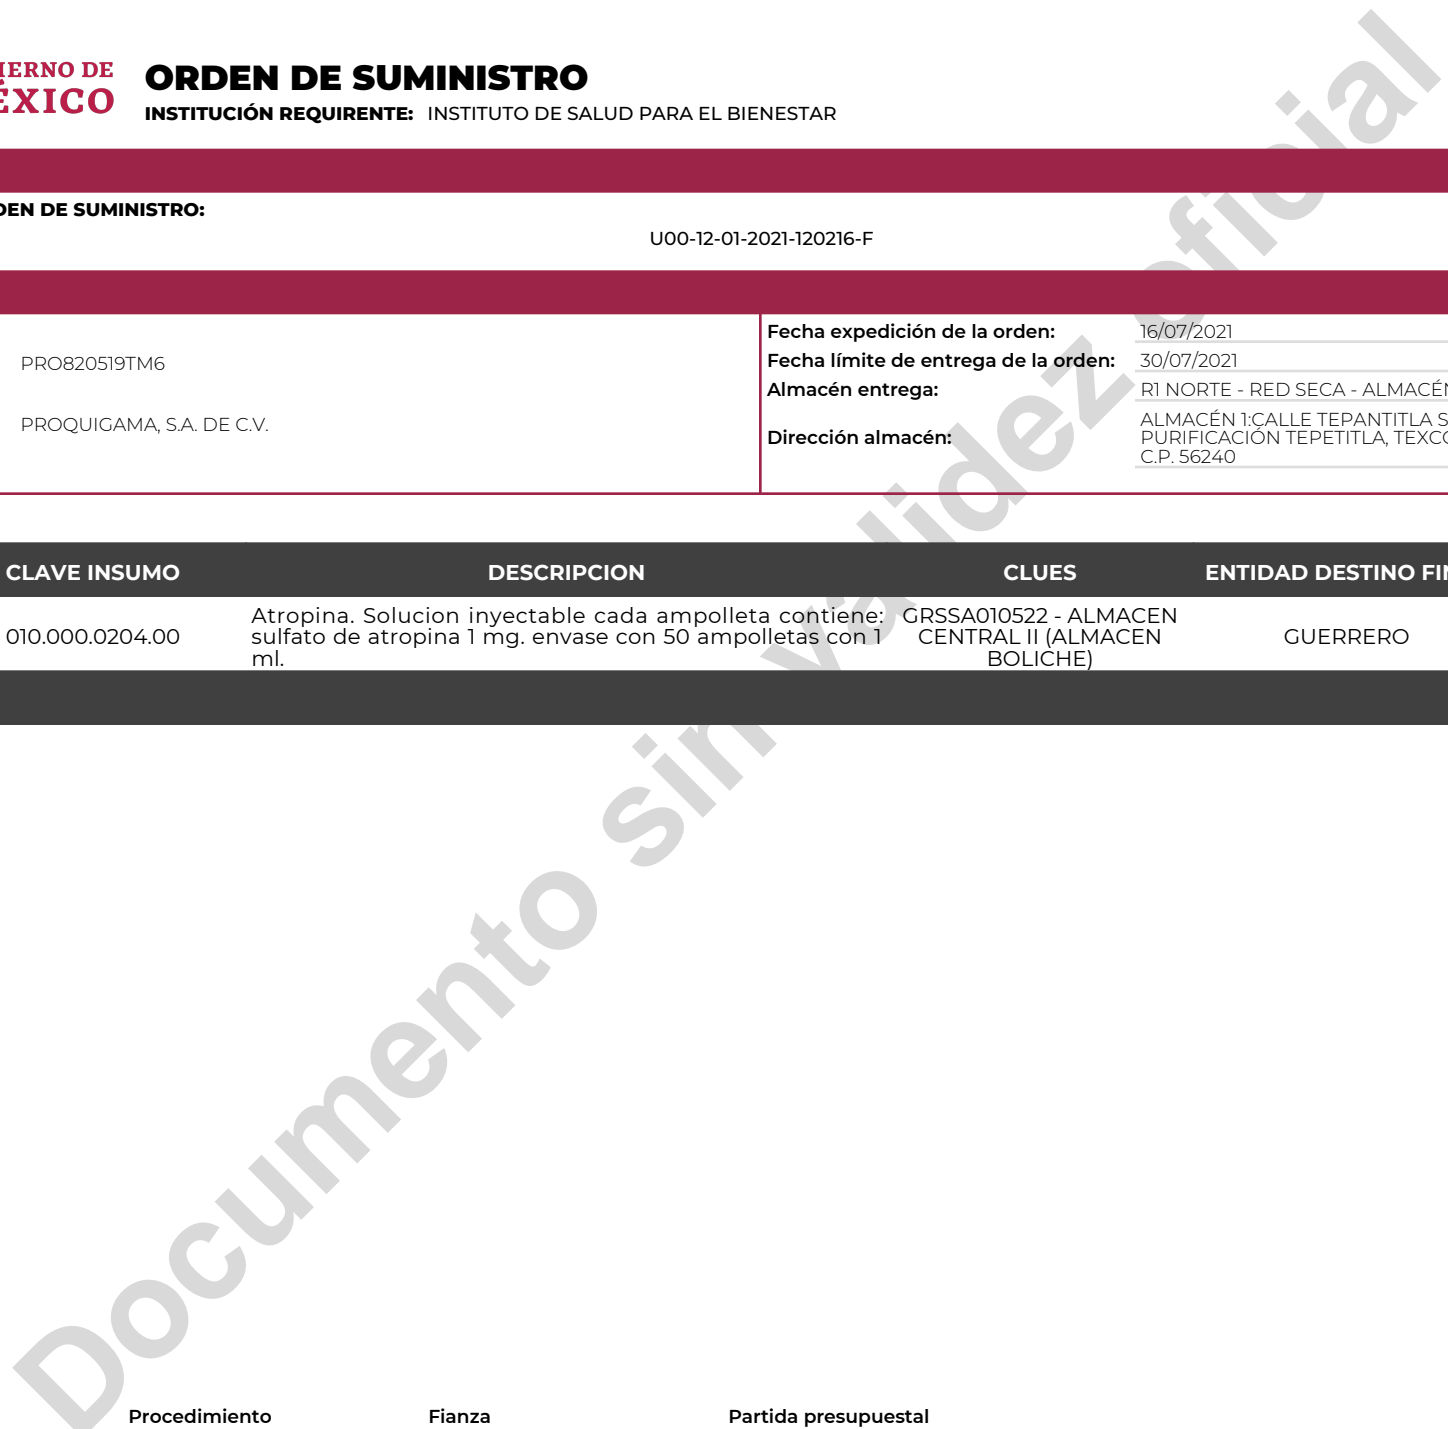 IERNO DE
ÉXICO
ORDEN DE SUMINISTRO
INSTITUCIÓN REQUIRENTE: INSTITUTO DE SALUD PARA EL BIENESTAR
DEN DE SUMINISTRO:
U00-12-01-2021-120216-F
PRO820519TM6
PROQUIGAMA, S.A. DE C.V.
Fecha expedición de la orden: 16/07/2021
Fecha límite de entrega de la orden: 30/07/2021
Almacén entrega: R1 NORTE - RED SECA - ALMACÉN
Dirección almacén:
ALMACÉN 1:CALLE TEPANTITLA S
PURIFICACIÓN TEPETITLA, TEXCO
C.P. 56240
CLAVE INSUMO DESCRIPCION CLUES ENTIDAD DESTINO FIN
010.000.0204.00
Atropina. Solucion inyectable cada ampolleta contiene:
sulfato de atropina 1 mg. envase con 50 ampolletas con 1
ml.
GRSSA010522 - ALMACEN
CENTRAL II (ALMACEN
BOLICHE)
GUERRERO
Documento sin validez oficial
Procedimiento Fianza Partida presupuestal